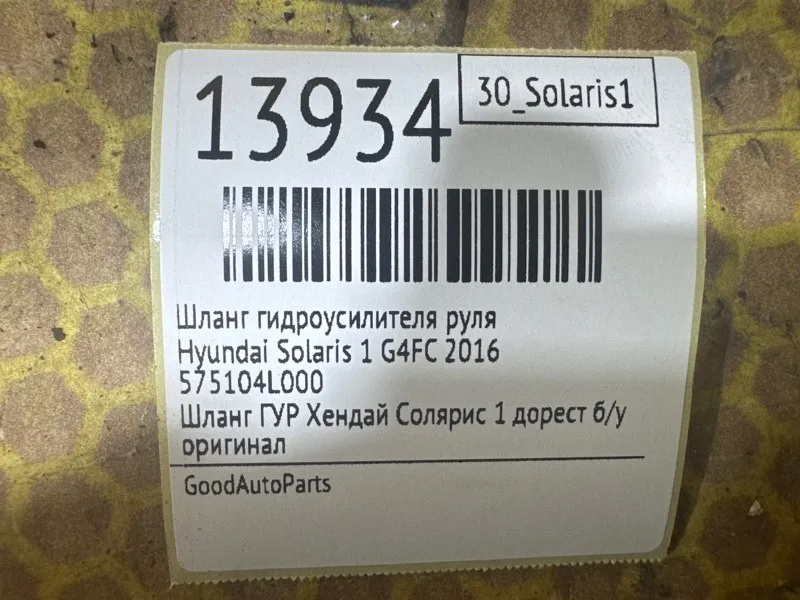 13934
30_Solaris1
Шланг гидроусилителя руля
Hyundai Solaris 1 G4FC 2016
575104L000
Шланг ГУР Хендай Солярис 1 дорест б/у
оригинал
GoodAutoParts